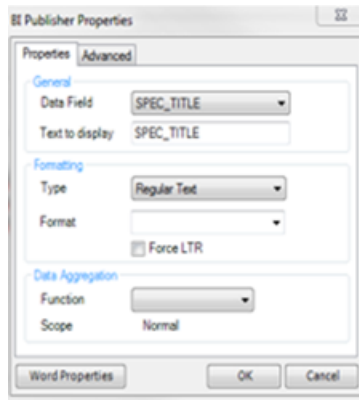 BI Publisher Properties
Properties Advanced
General
Data Field SPEC_TITLE
Text to display SPEC_TITLE
Formatting
Type Regular Text
Format
Force LTR
Data Aggregation
Function
Scope Normal
Word Properties OK Cancel